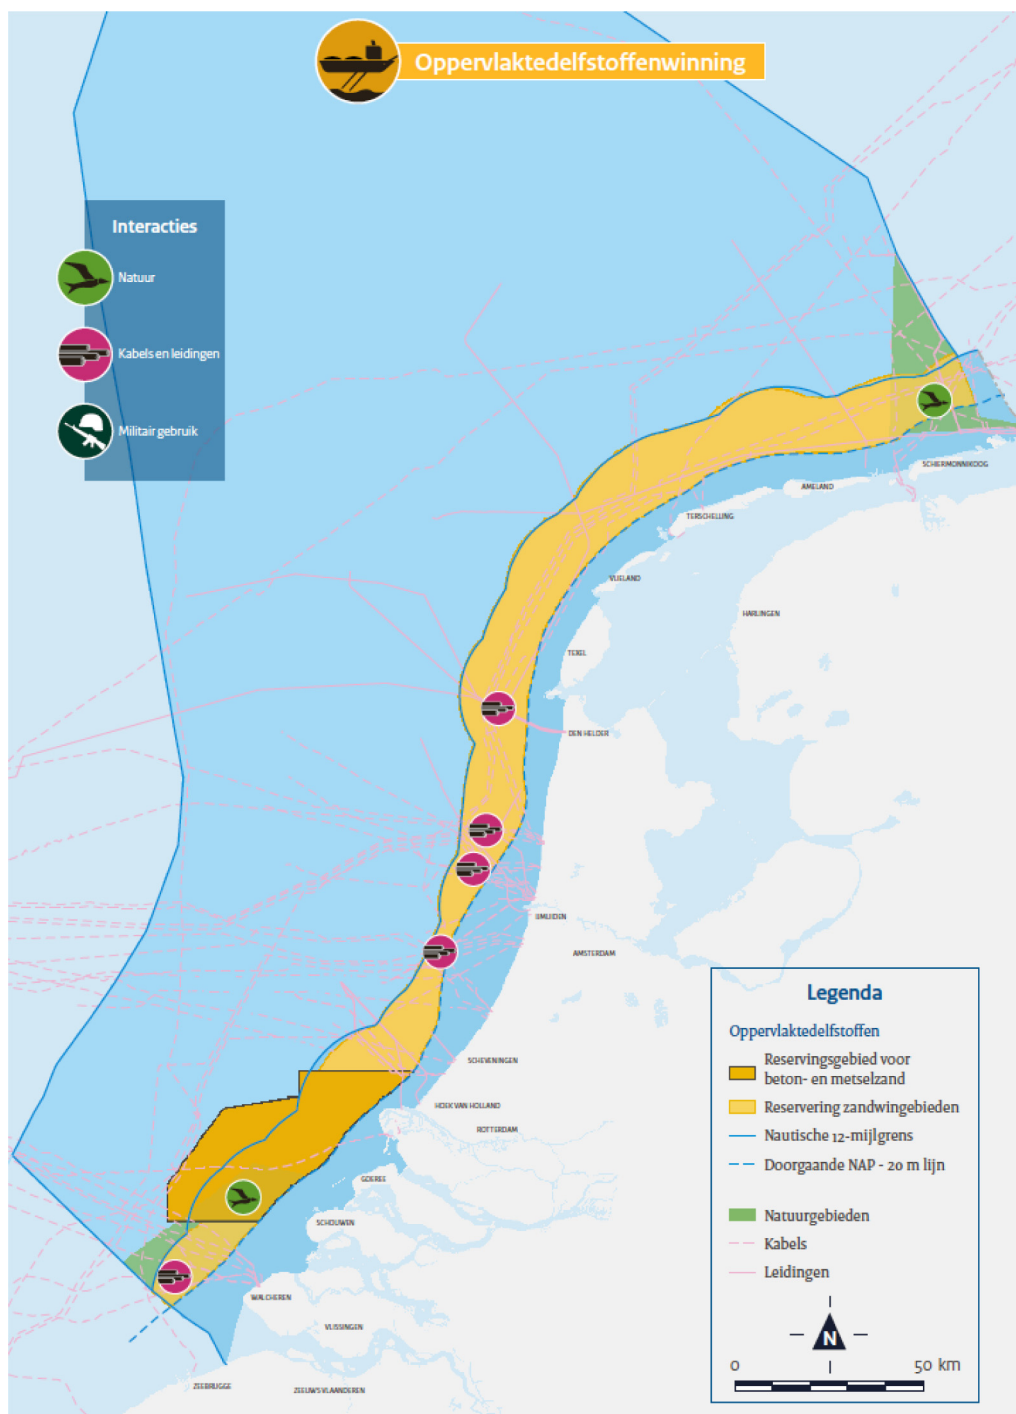 Oppervlaktedelfstoffenwinning
Interacties
Natuur
Kabels en leidingen
Militair gebruik
SCHIERMONNIKOOG
AMELAND
TERSCHELLING
VLIELAND
HARLINGEN
TEXEL
DEN HELDER
IJMUIDEN
AMSTERDAM
SCHEVENINGEN
HOEK VAN HOLLAND
ROTTERDAM
GOEREE
SCHOUWEN
WALCHEREN
VLISSINGEN
ZEEBRUGGE
ZEEUWS VLAANDEREN
Legenda
Oppervlaktedelfstoffen
Reserveringsgebied voor
beton- en metselzand
Reservering zandwingebieden
Nautische 12-mijlgrens
Doorgaande NAP - 20 m lijn
Natuurgebieden
Kabels
Leidingen
N
0 50 km